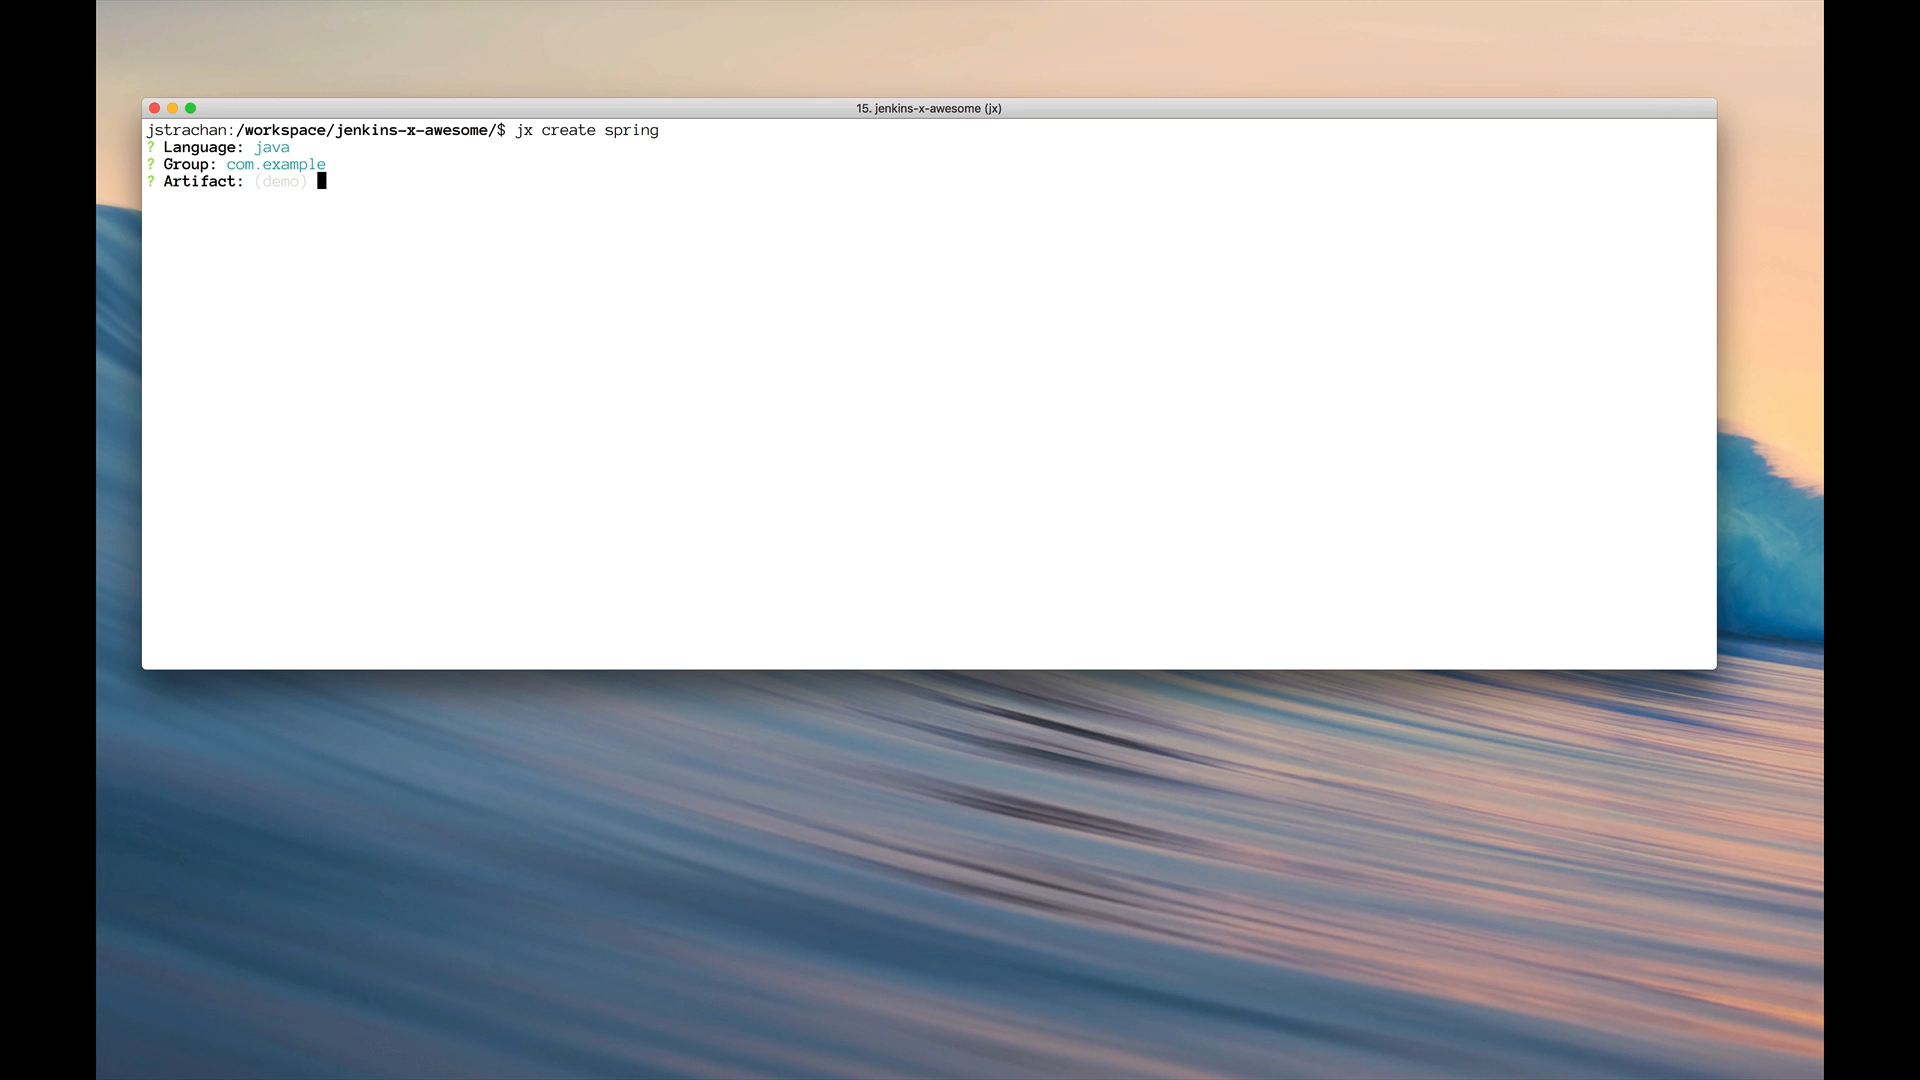 15. jenkins-x-awesome (jx)
jstrachan:/workspace/jenkins-x-awesome/$ jx create spring
? Language: java
? Group: com.example
? Artifact: (demo)